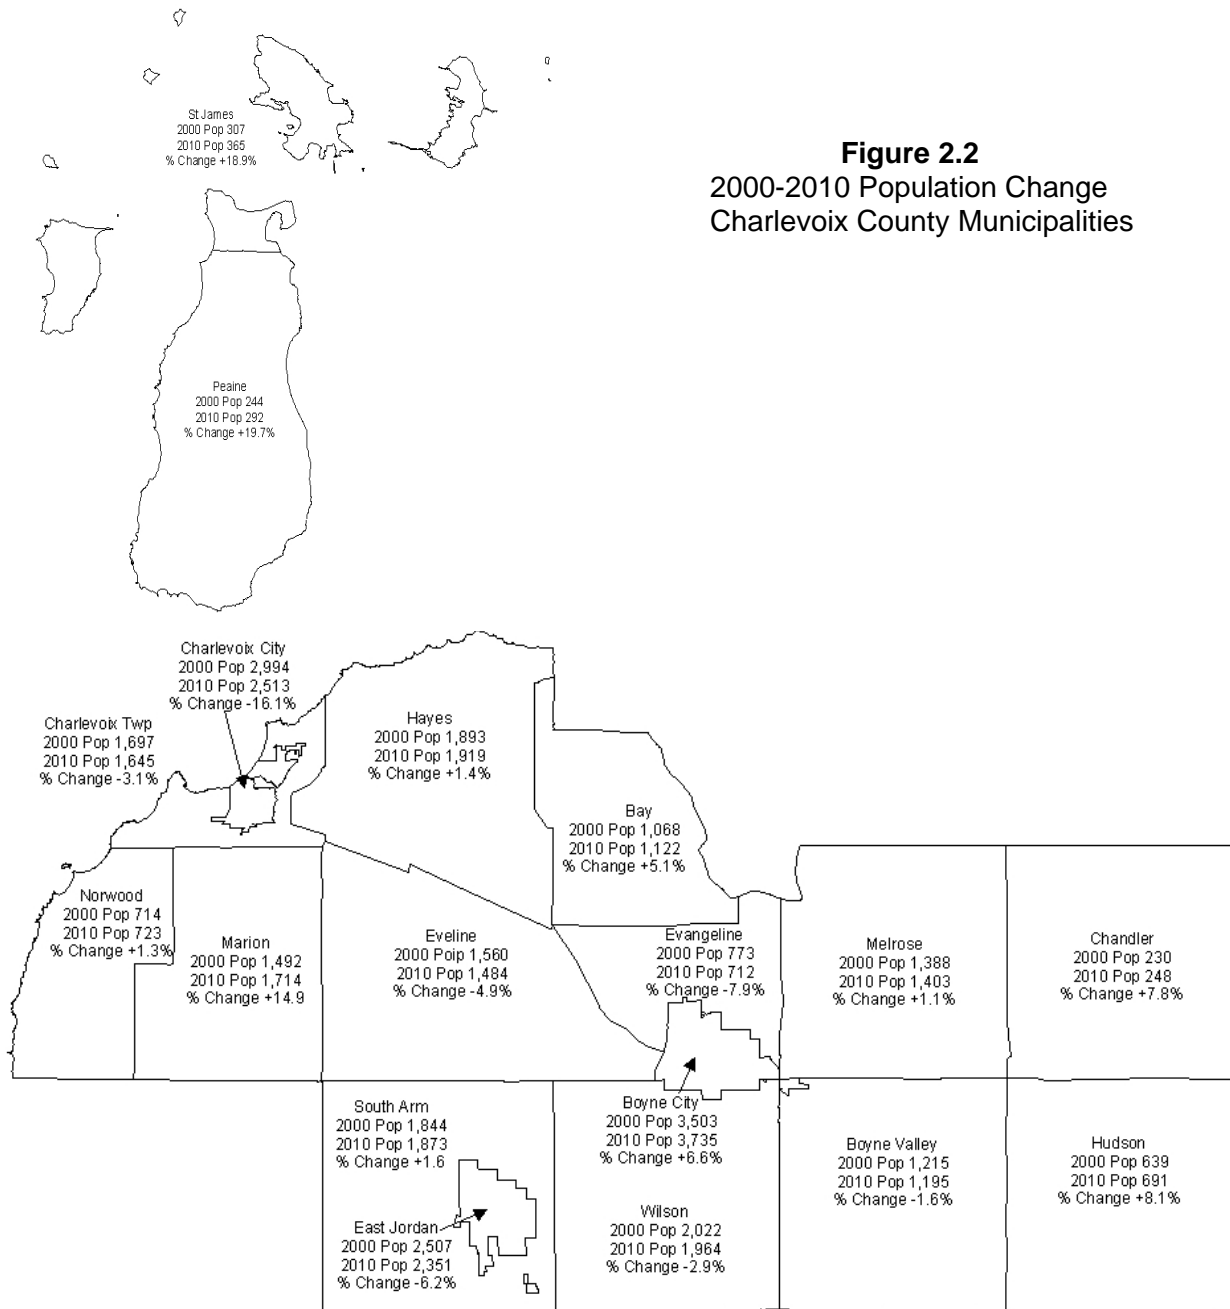 Figure 2.2
2000-2010 Population Change
Charlevoix County Municipalities
St James
2000 Pop 307
2010 Pop 365
% Change +18.9%
Peaine
2000 Pop 244
2010 Pop 292
% Change +19.7%
Charlevoix City
2000 Pop 2,994
2010 Pop 2,513
% Change -16.1%
Charlevoix Twp
2000 Pop 1,697
2010 Pop 1,645
% Change -3.1%
Hayes
2000 Pop 1,893
2010 Pop 1,919
% Change +1.4%
Bay
2000 Pop 1,068
2010 Pop 1,122
% Change +5.1%
Norwood
2000 Pop 714
2010 Pop 723
% Change +1.3%
Marion
2000 Pop 1,492
2010 Pop 1,714
% Change +14.9
Eveline
2000 Poip 1,560
2010 Pop 1,484
% Change -4.9%
Evangeline
2000 Pop 773
2010 Pop 712
% Change -7.9%
Melrose
2000 Pop 1,388
2010 Pop 1,403
% Change +1.1%
Chandler
2000 Pop 230
2010 Pop 248
% Change +7.8%
South Arm
2000 Pop 1,844
2010 Pop 1,873
% Change +1.6
Boyne City
2000 Pop 3,503
2010 Pop 3,735
% Change +6.6%
Boyne Valley
2000 Pop 1,215
2010 Pop 1,195
% Change -1.6%
Hudson
2000 Pop 639
2010 Pop 691
% Change +8.1%
East Jordan
2000 Pop 2,507
2010 Pop 2,351
% Change -6.2%
Wilson
2000 Pop 2,022
2010 Pop 1,964
% Change -2.9%